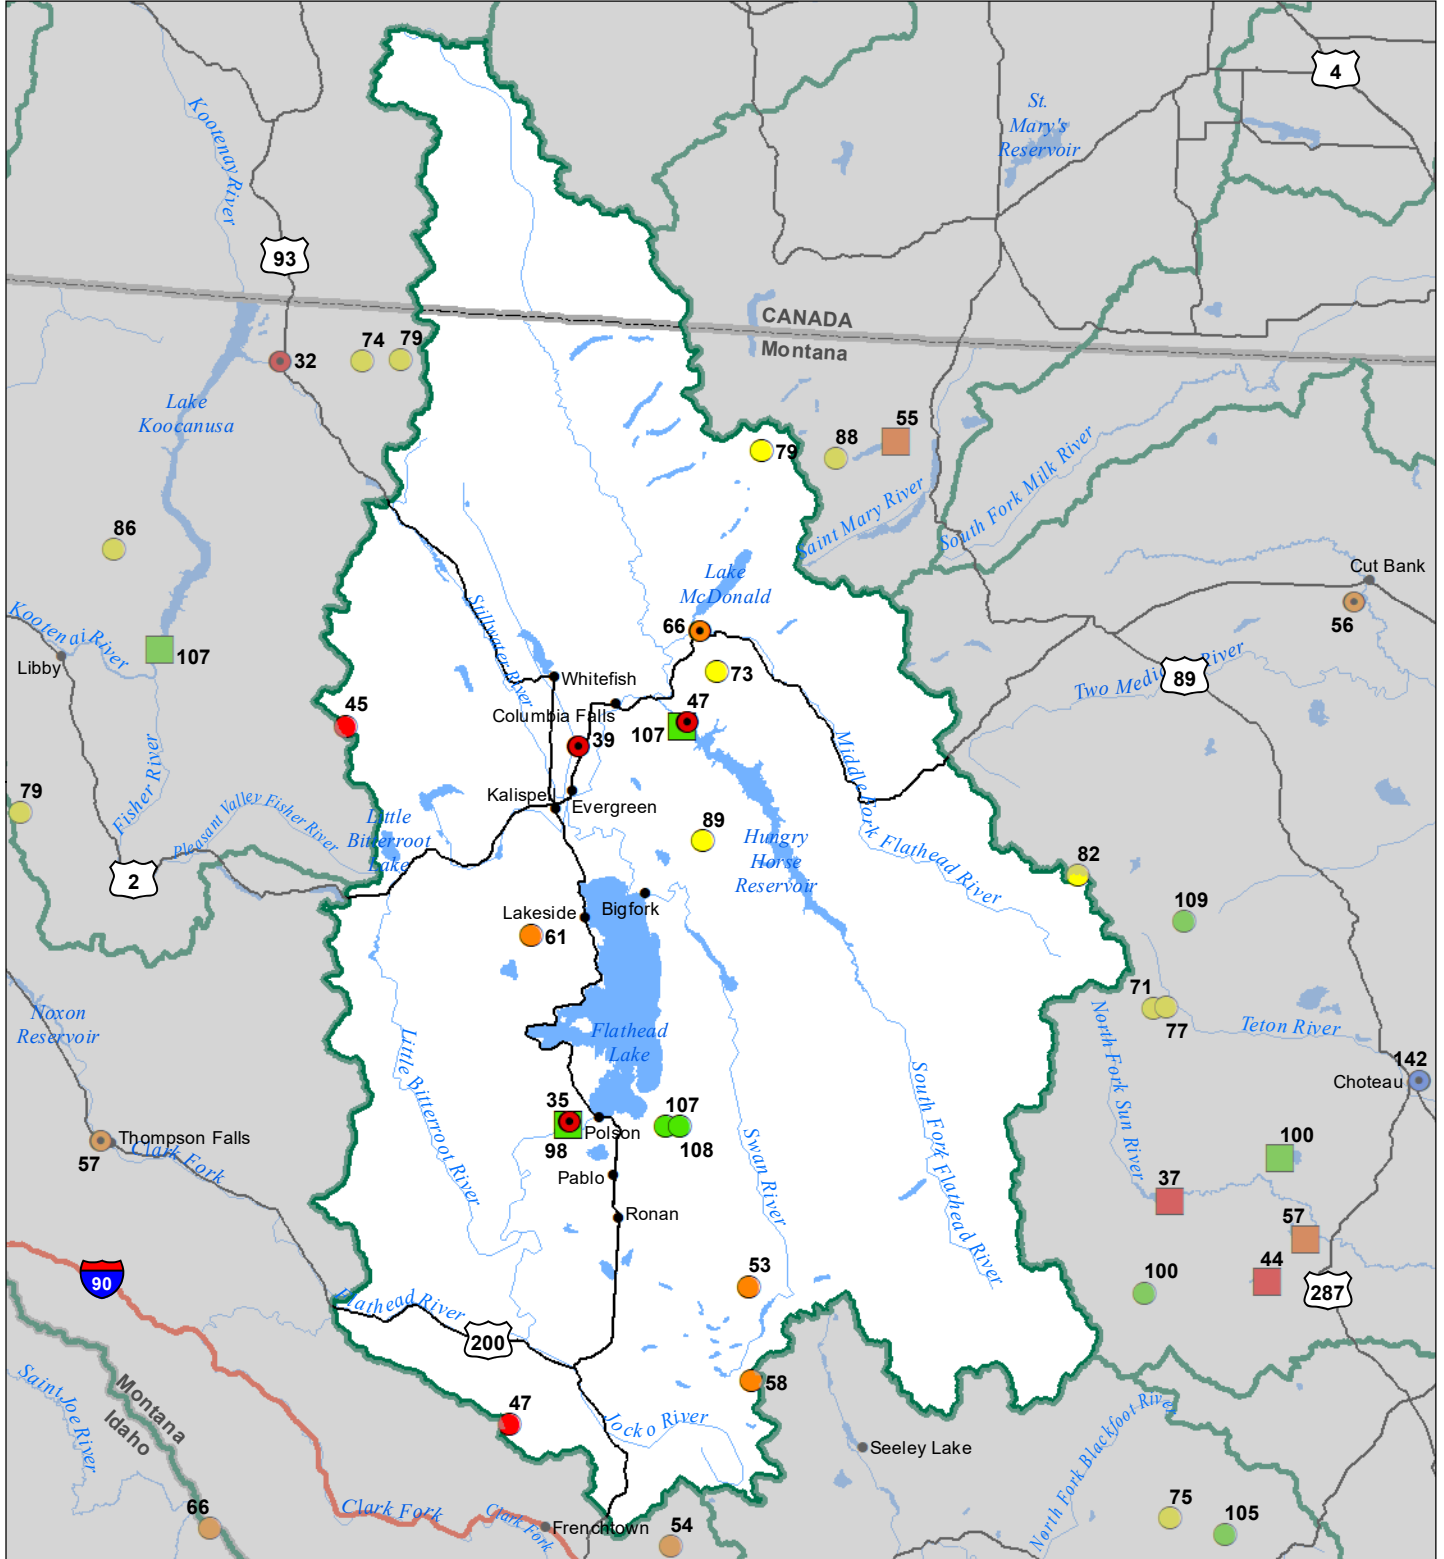 4
St.
Mary's
Reservoir
Kootenay River
93
CANADA
Montana
74
79
32
Lake
Koocanusa
55
88
79
South Fork Milk River
Saint Mary River
86
Cut Bank
56
Lake
McDonald
66
Kootenai River
Libby
107
Stillwater River
Whitefish
73
Two Medicine River
89
45
Columbia Falls
47
107
39
Middle Fork Flathead River
Fisher River
79
Pleasant Valley Fisher River
Kalispell
Evergreen
Little
Bitterroot
Lake
89
Hungry
Horse
Reservoir
2
82
109
Lakeside
Bigfork
61
71
77
Noxon
Reservoir
Flathead
Lake
North Fork Sun River
Teton River
142
Choteau
Little Bitterroot River
South Fork Flathead River
35
98
Polson
107
108
Thompson Falls
57
Clark Fork
Swan River
100
Pablo
37
Ronan
57
44
90
53
100
287
Flathead River
200
58
Saint Joe River
Montana
Idaho
47
Jocko River
Seeley Lake
North Fork Blackfoot River
66
Clark Fork
Clark Fork
Frenchtown
54
75
105